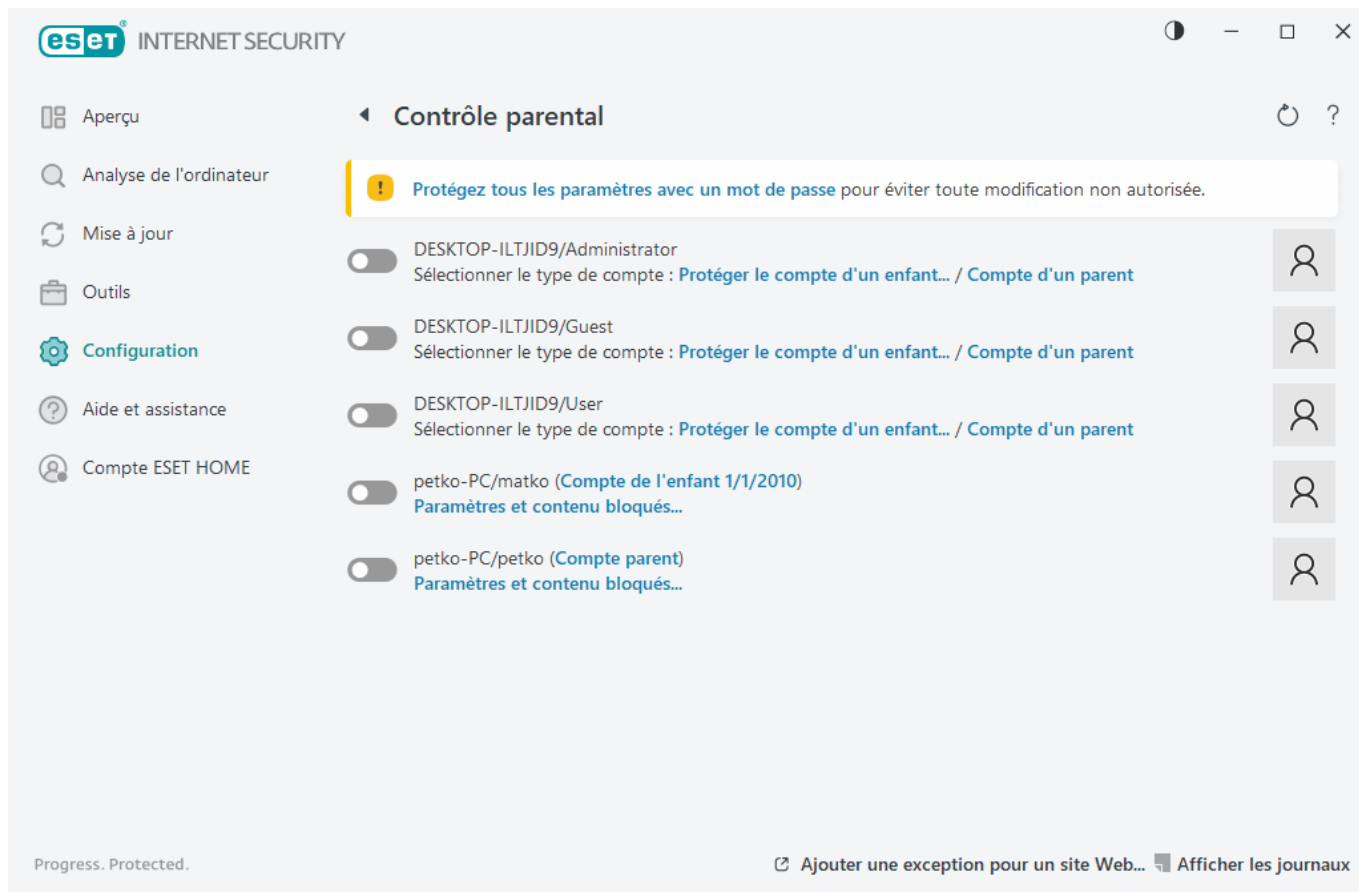 eset® INTERNET SECURITY
Aperçu
Analyse de l'ordinateur
Mise à jour
Outils
Configuration
Aide et assistance
Compte ESET HOME
Contrôle parental
?
! Protégez tous les paramètres avec un mot de passe pour éviter toute modification non autorisée.
DESKTOP-ILTJID9/Administrator
Sélectionner le type de compte : Protéger le compte d'un enfant... / Compte d'un parent
DESKTOP-ILTJID9/Guest
Sélectionner le type de compte : Protéger le compte d'un enfant... / Compte d'un parent
DESKTOP-ILTJID9/User
Sélectionner le type de compte : Protéger le compte d'un enfant... / Compte d'un parent
petko-PC/matko (Compte de l'enfant 1/1/2010)
Paramètres et contenu bloqués...
petko-PC/petko (Compte parent)
Paramètres et contenu bloqués...
Progress. Protected.
Ajouter une exception pour un site Web... Afficher les journaux